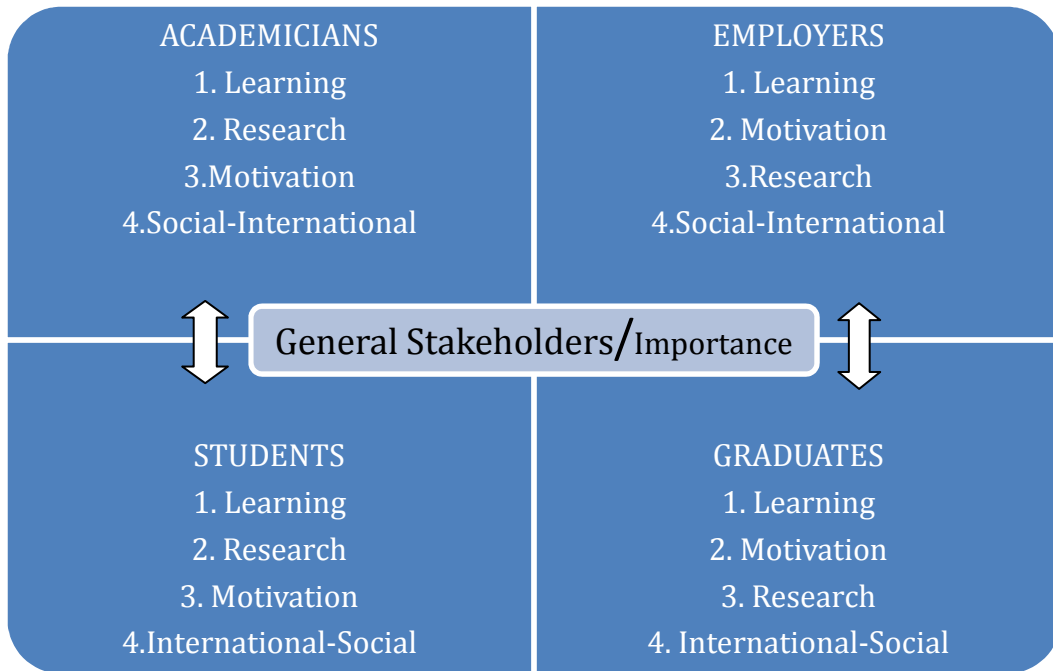 ACADEMICIANS
1. Learning
2. Research
3.Motivation
4.Social-International
EMPLOYERS
1. Learning
2. Motivation
3.Research
4.Social-International
General Stakeholders/Importance
STUDENTS
1. Learning
2. Research
3. Motivation
4.International-Social
GRADUATES
1. Learning
2. Motivation
3. Research
4. International-Social